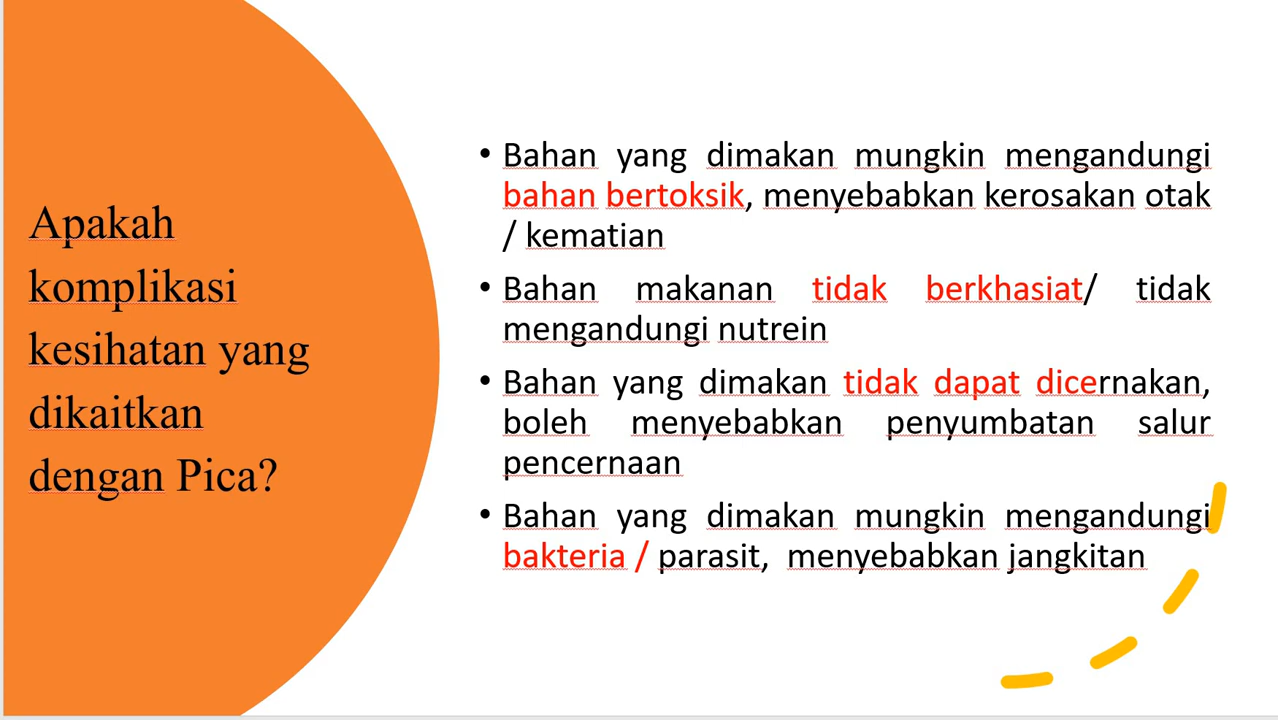 Apakah
komplikasi
kesihatan yang
dikaitkan
dengan Pica?
• Bahan yang dimakan mungkin mengandungi
bahan bertoksik, menyebabkan kerosakan otak
/ kematian
• Bahan makanan tidak berkhasiat/ tidak
mengandungi nutrein
• Bahan yang dimakan tidak dapat dicernakan,
boleh menyebabkan penyumbatan salur
pencernaan
• Bahan yang dimakan mungkin mengandungi
bakteria / parasit, menyebabkan jangkitan